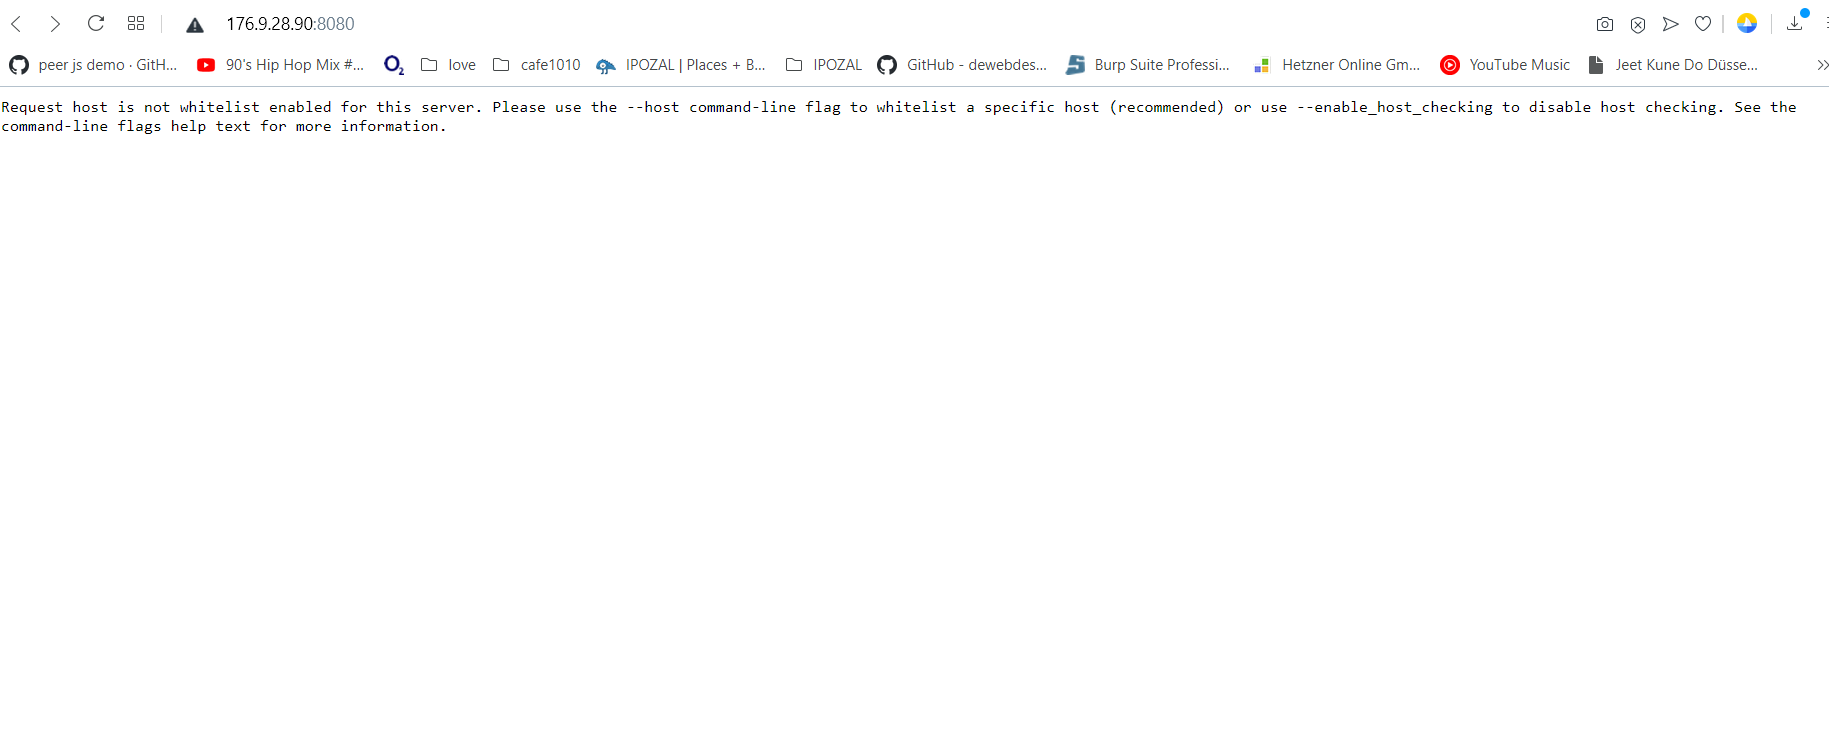 176.9.28.90:8080
peer js demo · GitH... 90's Hip Hop Mix #... O2 love cafe1010 IPOZAL | Places + B... IPOZAL GitHub - dewebdes... Burp Suite Professi... Hetzner Online Gm... YouTube Music Jeet Kune Do Düsse...
Request host is not whitelist enabled for this server. Please use the --host command-line flag to whitelist a specific host (recommended) or use --enable_host_checking to disable host checking. See the
command-line flags help text for more information.